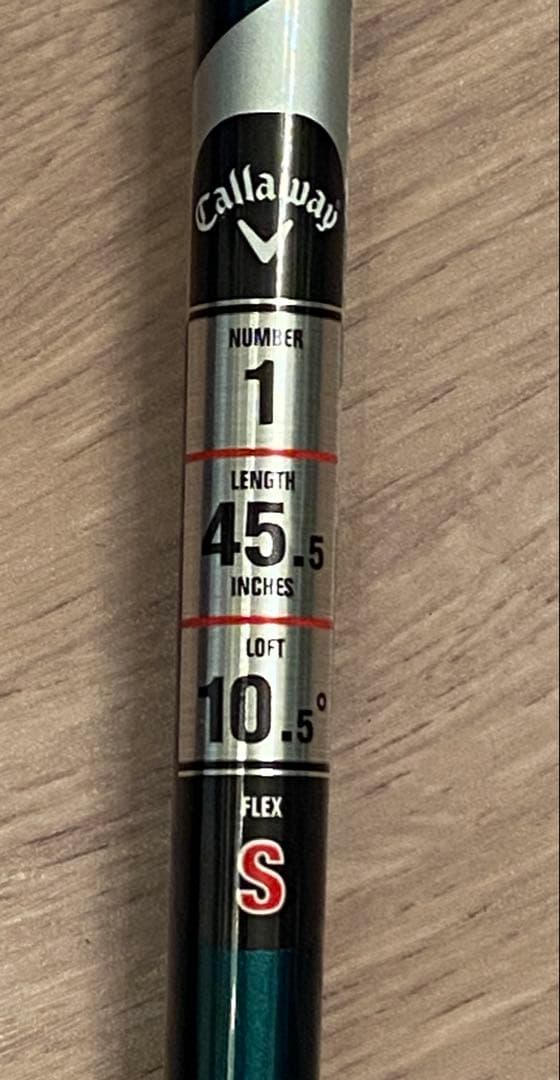 Callaway
NUMBER
1
LENGTH
45.5
INCHES
LOFT
10.5°
FLEX
S